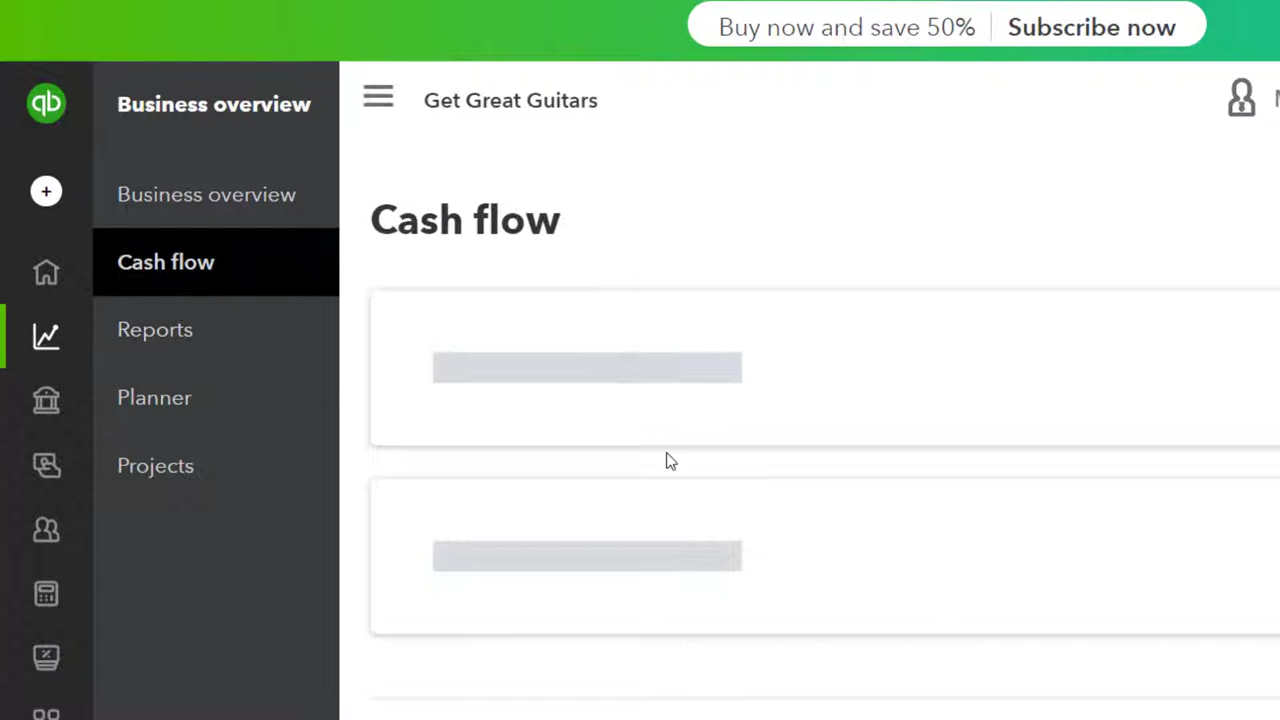 Buy now and save 50% Subscribe now
qb
Business overview
Get Great Guitars
Business overview
Cash flow
Cash flow
Reports
Planner
Projects